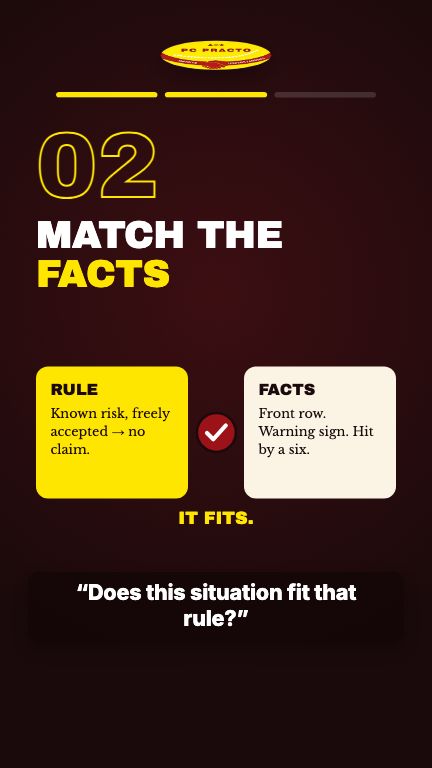 PC PRACTO
02
MATCH THE
FACTS
RULE
Known risk, freely
accepted → no
claim.
FACTS
Front row.
Warning sign. Hit
by a six.
IT FITS.
“Does this situation fit that
rule?”